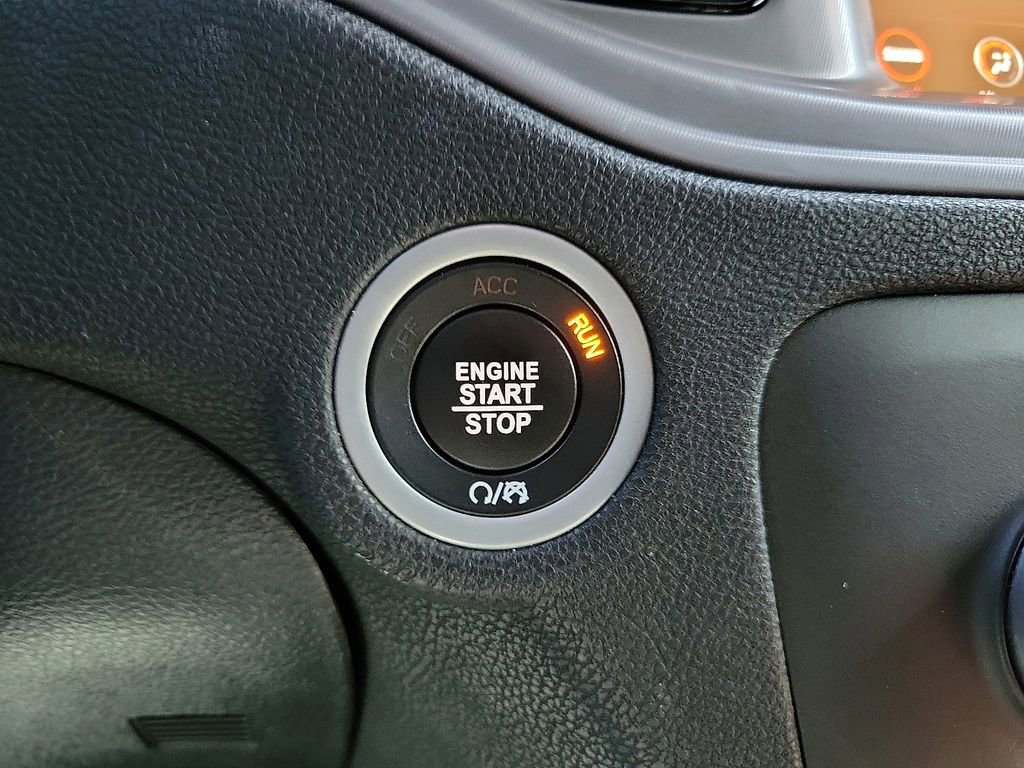 ACC
OFF
RUN
ENGINE
START
STOP